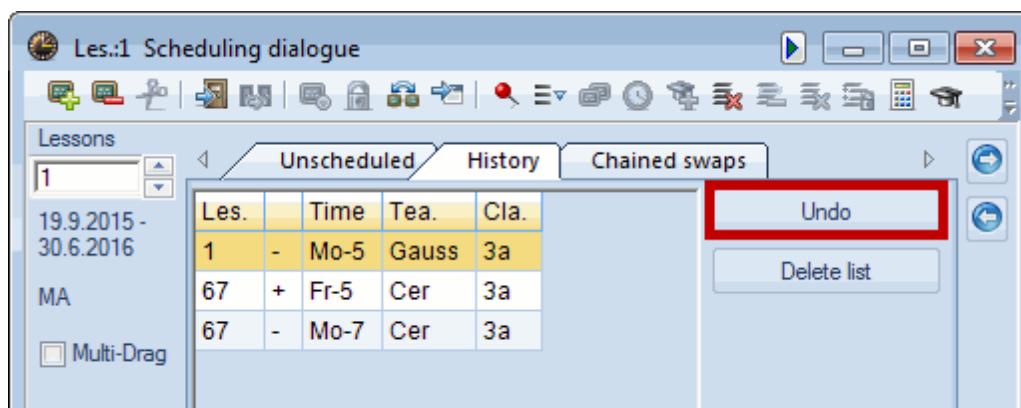 Les.:1 Scheduling dialogue
Lessons
1
19.9.2015 -
30.6.2016
MA
Multi-Drag
Unscheduled History Chained swaps
Les. Time Tea. Cla.
1 - Mo-5 Gauss 3a
67 + Fr-5 Cer 3a
67 - Mo-7 Cer 3a
Undo
Delete list